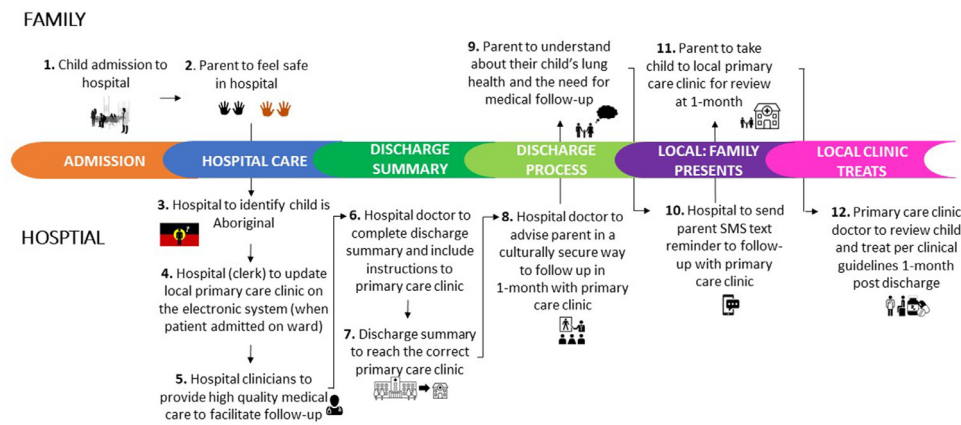 FAMILY
1. Child admission to
hospital
2. Parent to feel safe
in hospital
9. Parent to understand
about their child's lung
health and the need for
medical follow-up
11. Parent to take
child to local primary
care clinic for review
at 1-month
ADMISSION
HOSPITAL CARE
DISCHARGE
SUMMARY
DISCHARGE
PROCESS
LOCAL: FAMILY
PRESENTS
LOCAL CLINIC
TREATS
HOSPTIAL
3. Hospital to identify child is
Aboriginal
?
4. Hospital (clerk) to update
local primary care clinic on
the electronic system (when
patient admitted on ward)
5. Hospital clinicians to
provide high quality medical
care to facilitate follow-up
6. Hospital doctor to
complete discharge
summary and include
instructions to
primary care clinic
7. Discharge summary
to reach the correct
primary care clinic
8. Hospital doctor to
advise parent in a
culturally secure way
to follow up in
1-month with primary
care clinic
10. Hospital to send
parent SMS text
reminder to follow-
up with primary
care clinic
12. Primary care clinic
doctor to review child
and treat per clinical
guidelines 1-month
post discharge